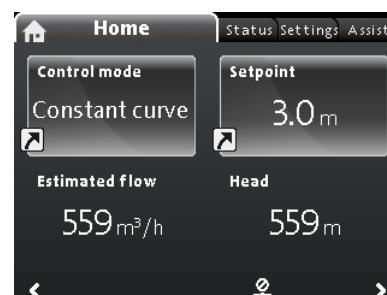 Home
Status Settings Assist
Control mode
Constant curve
Setpoint
3.0 m
Estimated flow
559 m³/h
Head
559 m